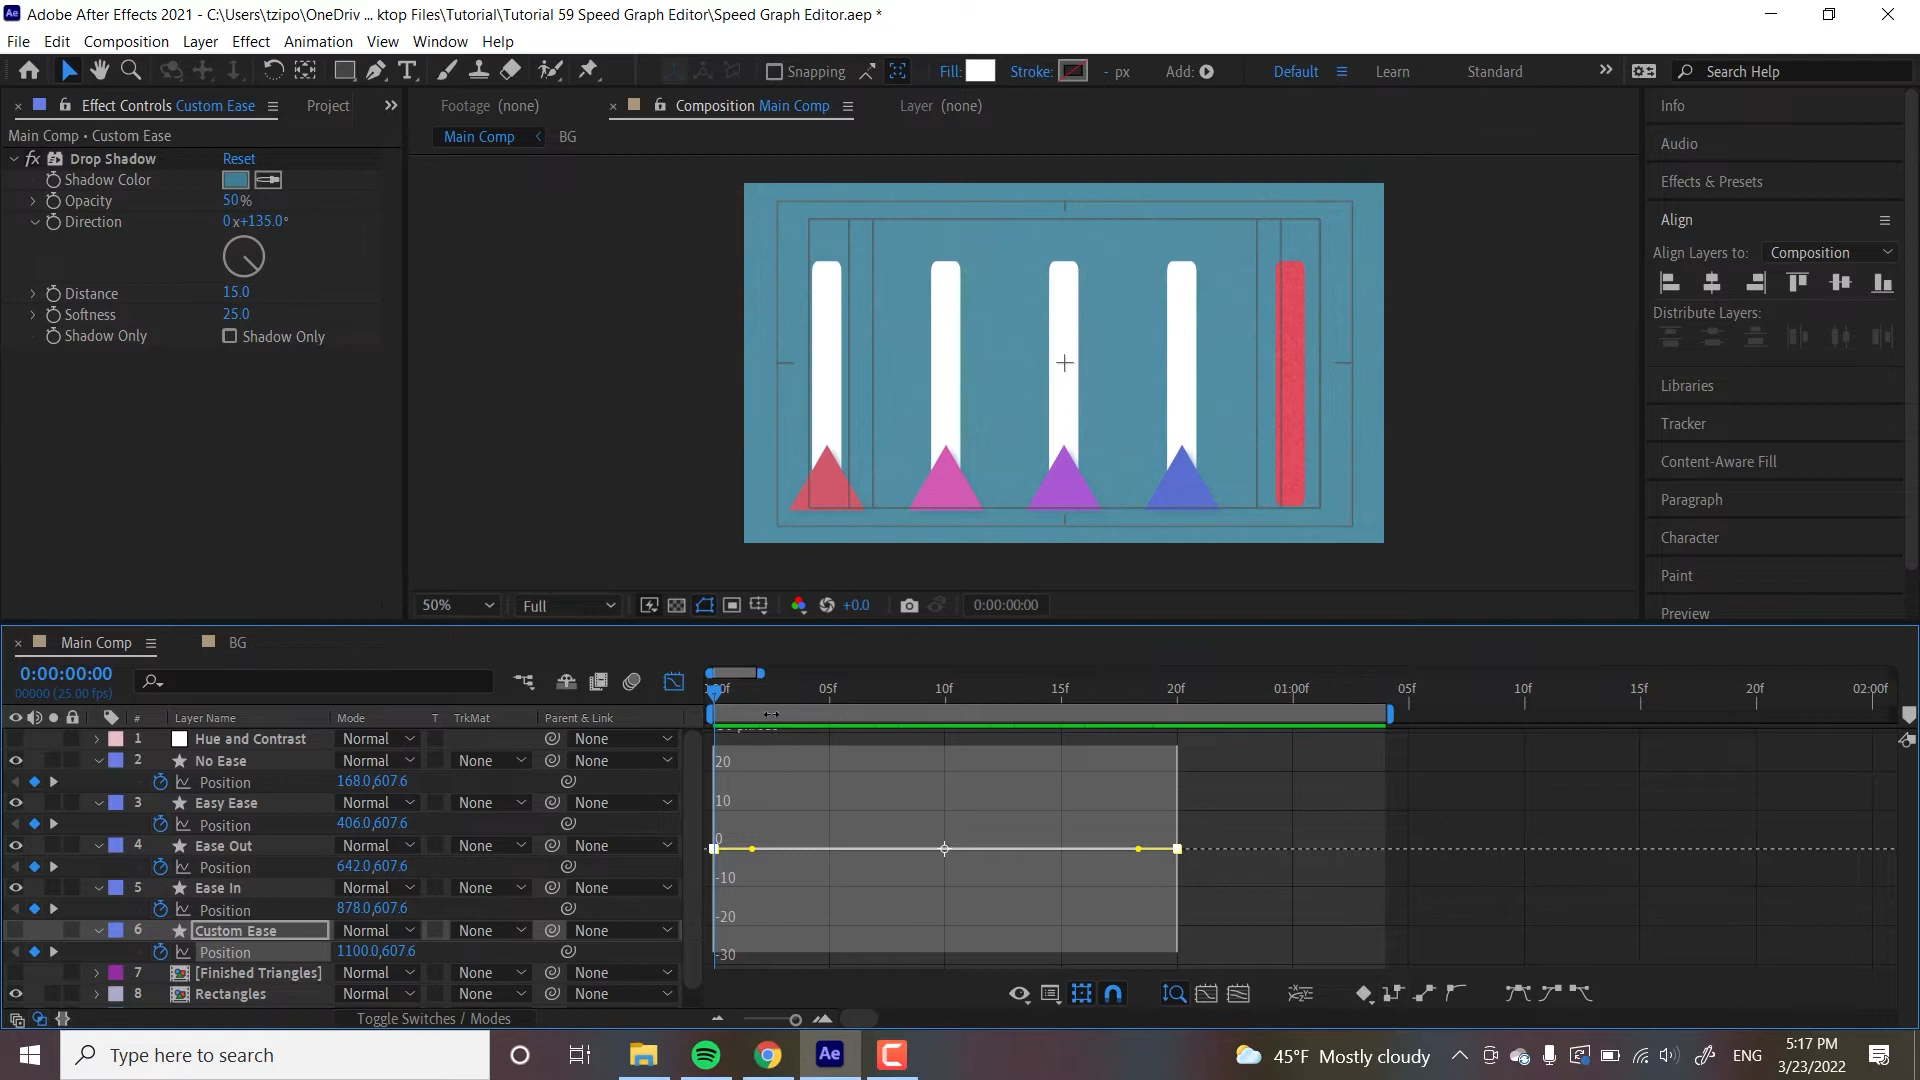 Adobe After Effects 2021 - C:\Users\tzipo\OneDriv ... ktop Files\Tutorial\Tutorial 59 Speed Graph Editor\Speed Graph Editor.aep *
File Edit Composition Layer Effect Animation View Window Help
Snapping Fill: Stroke: - px Add: Default Learn Standard Search Help
Effect Controls Custom Ease Project
Footage (none) Composition Main Comp Layer (none)
Main Comp • Custom Ease
Main Comp BG
fx Drop Shadow Reset
Shadow Color
Opacity 50%
Direction 0x+135.0°
Distance 15.0
Softness 25.0
Shadow Only Shadow Only
50% Full +0.0 0:00:00:00
Info
Audio
Effects & Presets
Align
Align Layers to: Composition
Distribute Layers:
Libraries
Tracker
Content-Aware Fill
Paragraph
Character
Paint
Preview
Main Comp BG
0:00:00:00
00000 (25.00 fps)
05f 10f 15f 20f 01:00f 05f 10f 15f 20f 02:00f
# Layer Name Mode T TrkMat Parent & Link
1 Hue and Contrast Normal None
2 No Ease Normal None None
Position 168.0,607.6
3 Easy Ease Normal None None
Position 406.0,607.6
4 Ease Out Normal None None
Position 642.0,607.6
5 Ease In Normal None None
Position 878.0,607.6
6 Custom Ease Normal None None
Position 1100.0,607.6
7 [Finished Triangles] Normal None None
8 Rectangles Normal None None
20
10
0
-10
-20
-30
Toggle Switches / Modes
Type here to search
Ae
45°F Mostly cloudy
ENG
5:17 PM
3/23/2022